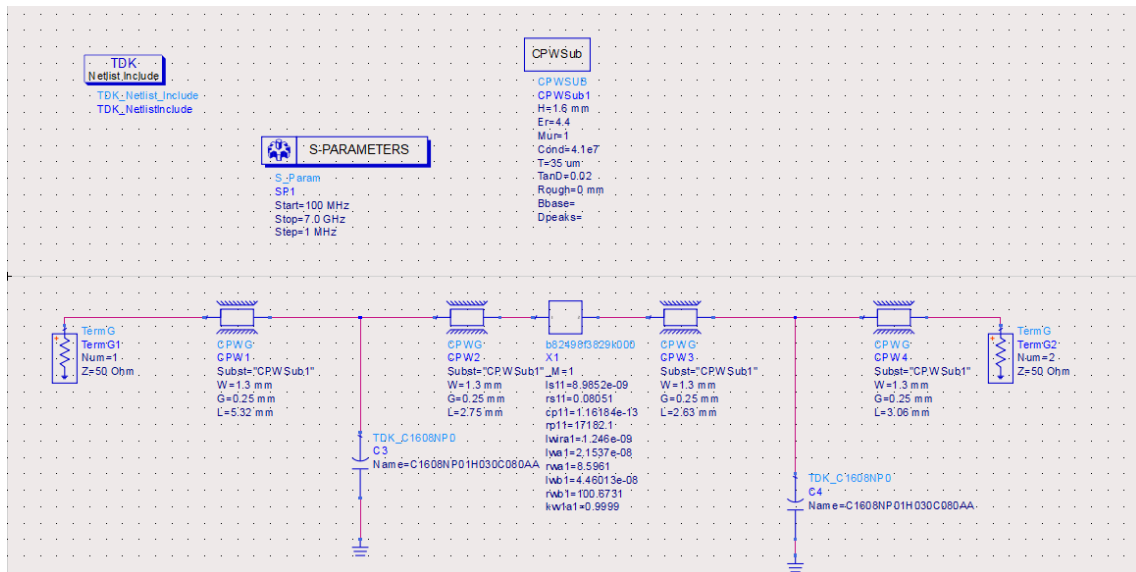 TDK
Netlist Include
TDK_Netlist_Include
TDK_NetlistInclude
CPWSub
CPWSUB
CPWSub1
H=1.6 mm
Er=4.4
Mur=1
Cond=4.1e7
T=35 um
TanD=0.02
Rough=0 mm
Bbase=
Dpeaks=
S-PARAMETERS
S_Param
SP1
Start=100 MHz
Stop=7.0 GHz
Step=1 MHz
TermG
TermG1
Num=1
Z=50 Ohm
CPWG
CPW1
Subst="CPWSub1"
W=1.3 mm
G=0.25 mm
L=5.32 mm
TDK_C1608NP0
C3
Name=C1608NP01H030C080AA
CPWG
CPW2
Subst="CPWSub1"
W=1.3 mm
G=0.25 mm
L=2.75 mm
b82498f3829k000
X1
_M=1
ls11=8.9852e-09
rs11=0.08051
cp11=1.16184e-13
rp11=17182.1
lwira1=1.246e-09
lwa1=2.1537e-08
rwa1=8.5961
lwb1=4.46013e-08
rwb1=100.6731
kw1a1=0.9999
CPWG
CPW3
Subst="CPWSub1"
W=1.3 mm
G=0.25 mm
L=2.63 mm
CPWG
CPW4
Subst="CPWSub1"
W=1.3 mm
G=0.25 mm
L=3.06 mm
TDK_C1608NP0
C4
Name=C1608NP01H030C080AA
TermG
TermG2
Num=2
Z=50 Ohm